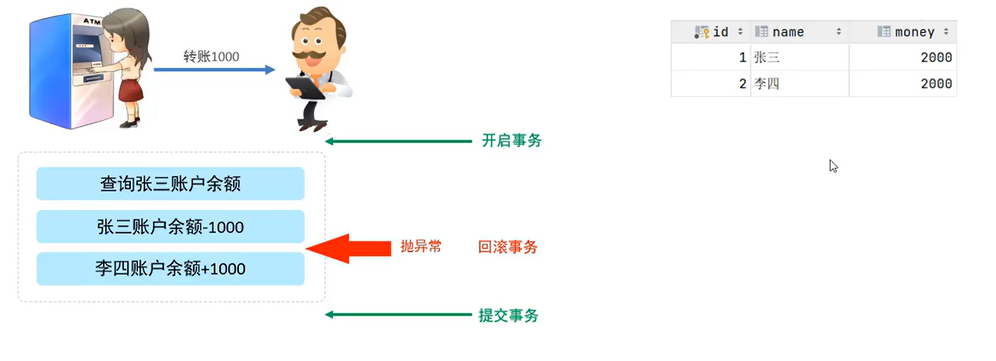 ATM
转账1000
开启事务
查询张三账户余额
张三账户余额-1000
李四账户余额+1000
抛异常 回滚事务
提交事务
id name money
1 张三 2000
2 李四 2000